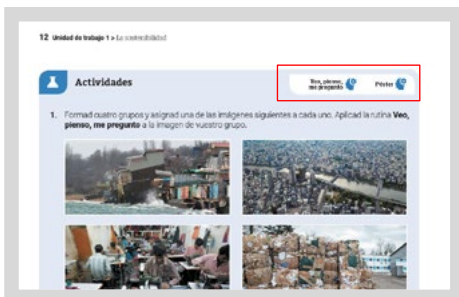 12 Unidad de trabajo 1 > La sostenibilidad
Actividades
Veo, pienso,
me pregunto
Póster
1. Formad cuatro grupos y asignad una de las imágenes siguientes a cada uno. Aplicad la rutina Veo,
pienso, me pregunto a la imagen de vuestro grupo.